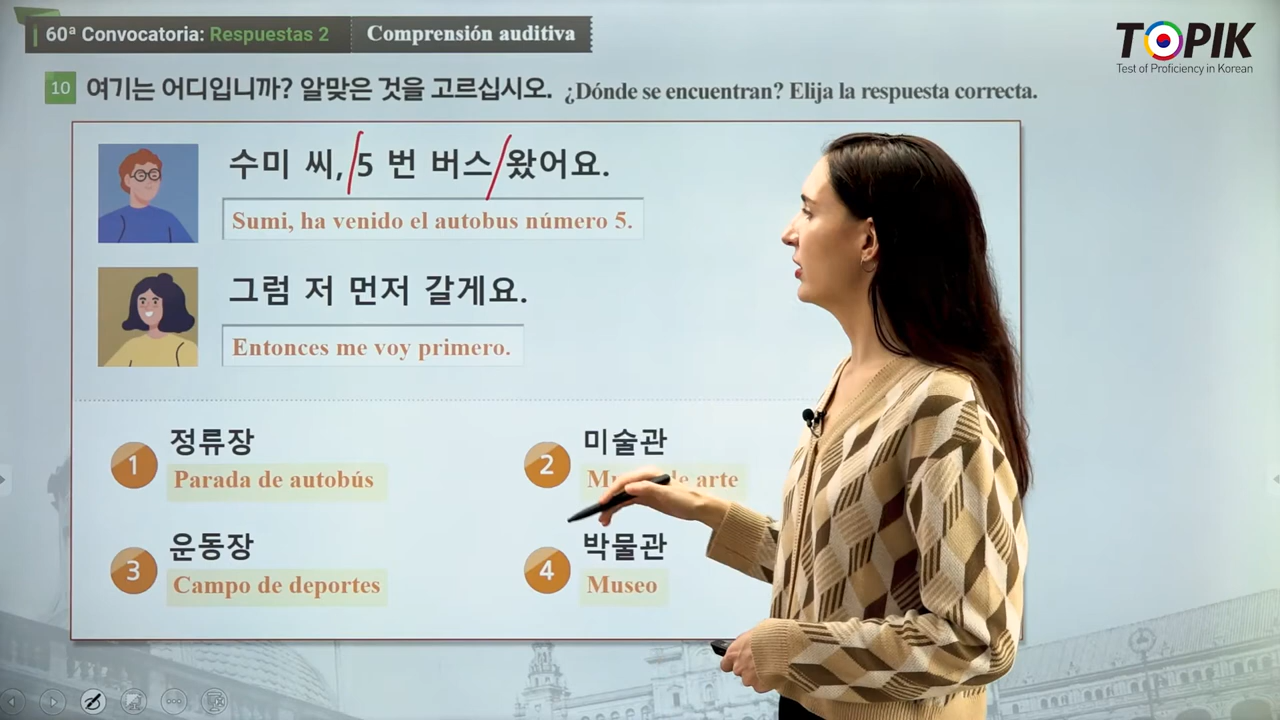 60ª Convocatoria: Respuestas 2 Comprensión auditiva
TOPIK
Test of Proficiency in Korean
10 여기는 어디입니까? 알맞은 것을 고르십시오. ¿Dónde se encuentran? Elija la respuesta correcta.
수미 씨, 5 번 버스 왔어요.
Sumi, ha venido el autobus número 5.
그럼 저 먼저 갈게요.
Entonces me voy primero.
1 정류장
Parada de autobús
2 미술관
arte
3 운동장
Campo de deportes
4 박물관
Museo